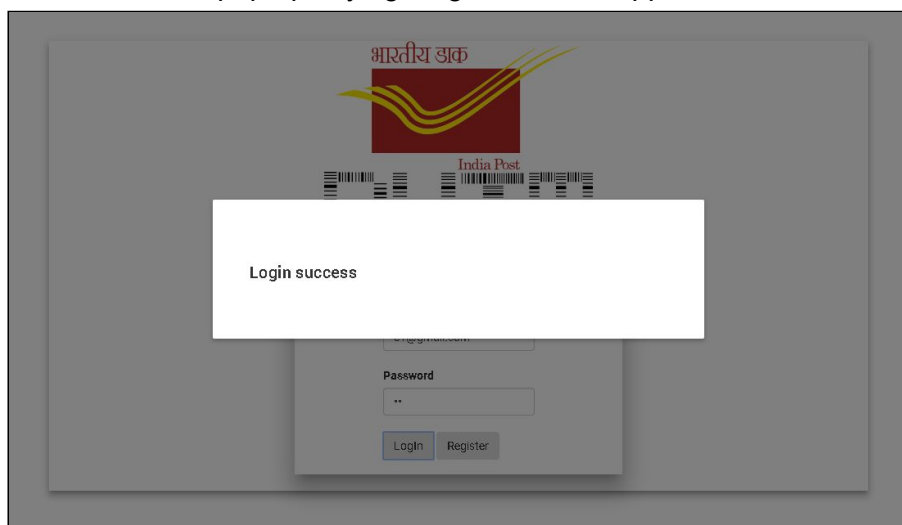 भारतीय डाक
India Post
Login success
Password
••
LogIn Register